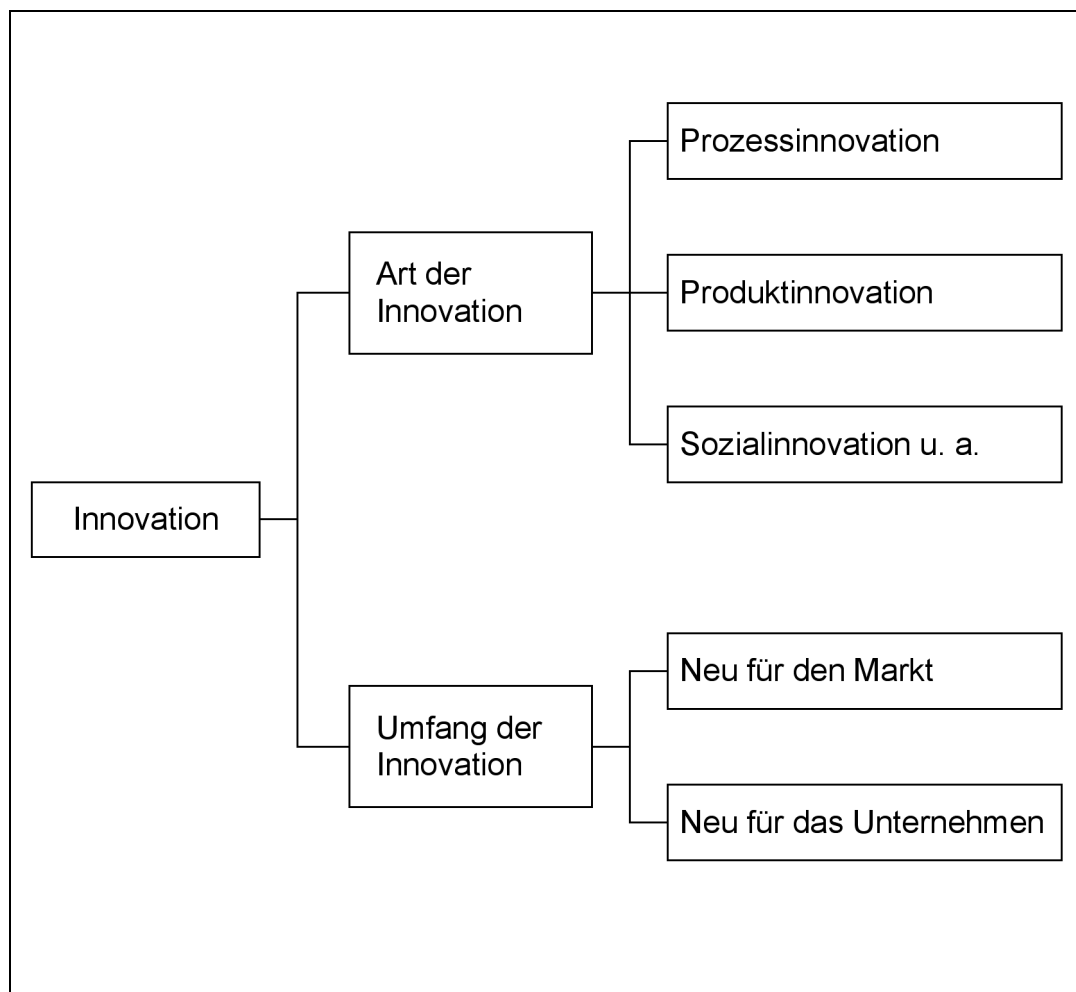 Prozessinnovation
Art der
Innovation
Produktinnovation
Sozialinnovation u. a.
Innovation
Neu für den Markt
Umfang der
Innovation
Neu für das Unternehmen